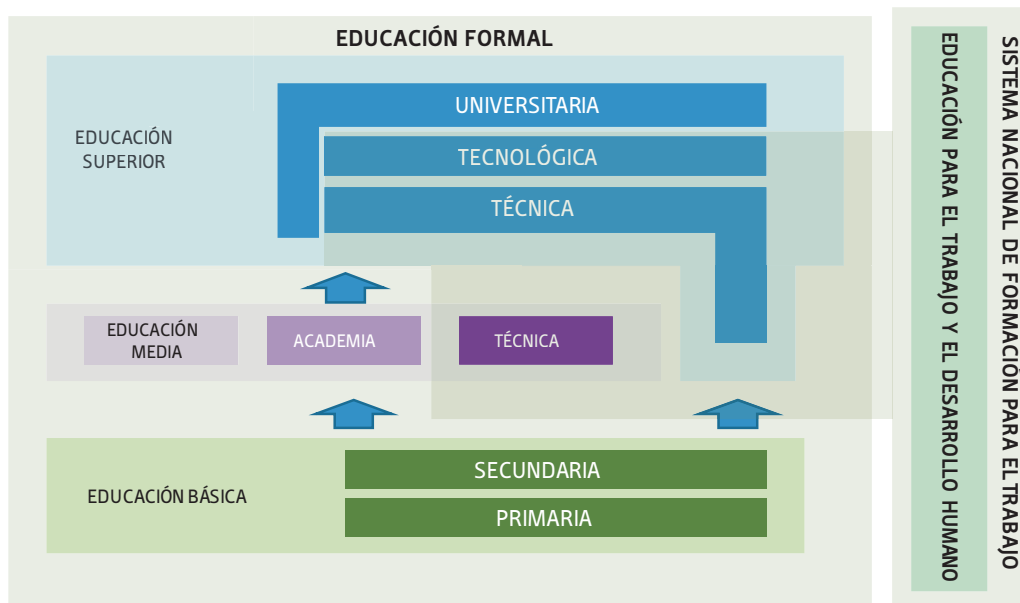 EDUCACIÓN FORMAL
EDUCACIÓN
SUPERIOR
UNIVERSITARIA
TECNOLÓGICA
TÉCNICA
EDUCACIÓN
MEDIA
ACADEMIA
TÉCNICA
EDUCACIÓN BÁSICA
SECUNDARIA
PRIMARIA
EDUCACIÓN PARA EL TRABAJO Y EL DESARROLLO HUMANO
SISTEMA NACIONAL DE FORMACIÓN PARA EL TRABAJO